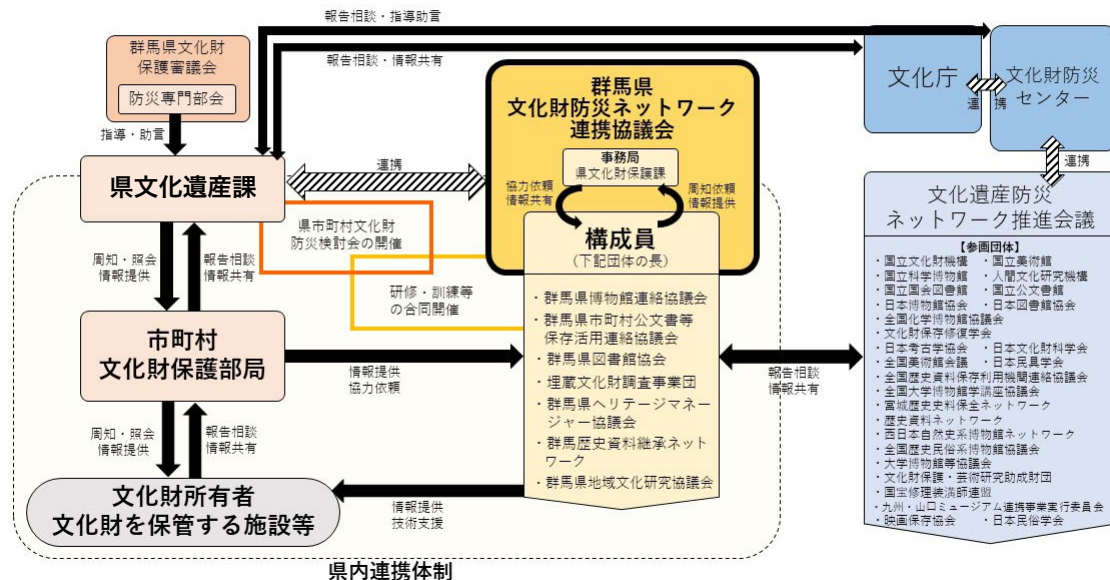 報告相談・指導助言
報告相談・情報共有
群馬県文化財
保護審議会
防災専門部会
指導・助言
県文化遺産課
連携
群馬県
文化財防災ネットワーク
連携協議会
事務局
県文化財保護課
協力依頼
情報共有
周知依頼
情報提供
構成員
(下記団体の長)
・群馬県博物館連絡協議会
・群馬県市町村公文書等
保存活用連絡協議会
・群馬県図書館協会
・埋蔵文化財調査事業団
・群馬県ヘリテージマネー
ジャー協議会
・群馬歴史資料継承ネット
ワーク
・群馬県地域文化研究協議会
県市町村文化財
防災検討会の開催
研修・訓練等
の合同開催
周知・照会
情報提供
報告相談
情報共有
市町村
文化財保護部局
情報提供
協力依頼
周知・照会
情報提供
報告相談
情報共有
文化財所有者
文化財を保管する施設等
情報提供
技術支援
県内連携体制
報告相談
情報共有
文化庁
連携
文化財防災
センター
連携
文化遺産防災
ネットワーク推進会議
【参画団体】
・国立文化財機構 ・国立美術館
・国立科学博物館 ・人間文化研究機構
・国立国会図書館 ・国立公文書館
・日本博物館協会 ・日本図書館協会
・全国化学博物館協議会
・文化財保存修復学会
・日本考古学協会 ・日本文化財科学会
・全国美術館会議 ・日本民具学会
・全国歴史資料保存利用機関連絡協議会
・全国大学博物館学講座協議会
・宮城歴史史料保全ネットワーク
・歴史資料ネットワーク
・西日本自然史系博物館ネットワーク
・全国歴史民俗系博物館協議会
・大学博物館等協議会
・文化財保護・芸術研究助成財団
・国宝修理装潢師連盟
・九州・山口ミュージアム連携事業実行委員会
・映画保存協会 ・日本民俗学会